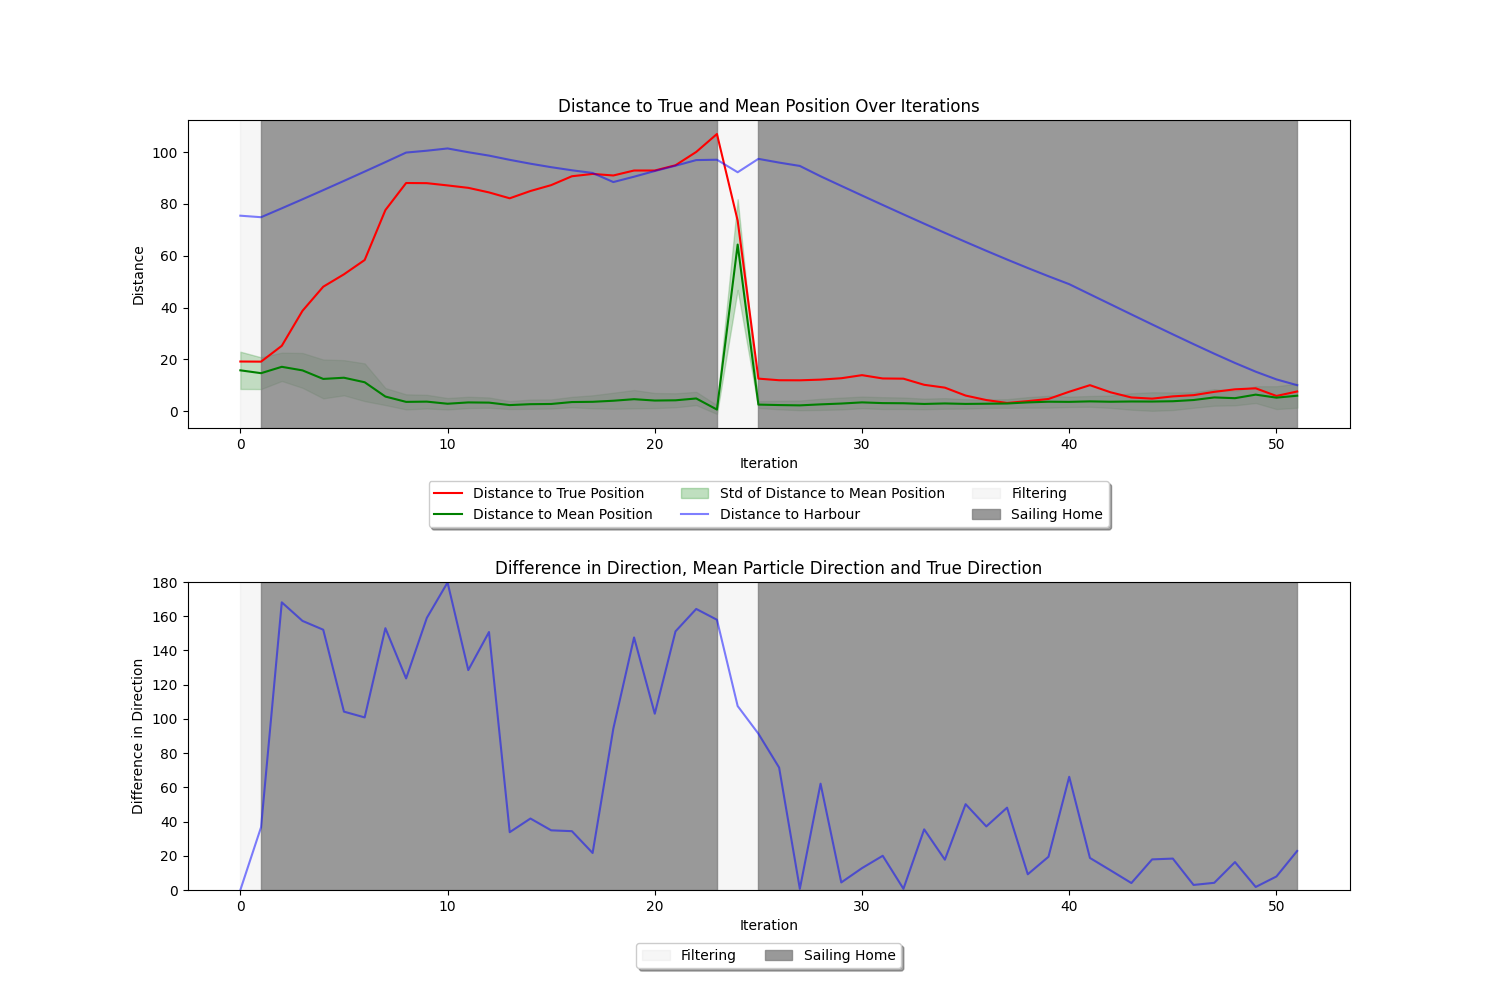 Distance to True and Mean Position Over Iterations
Distance
100
80
60
40
20
0
0 10 20 30 40 50
Iteration
Distance to True Position Std of Distance to Mean Position Filtering
Distance to Mean Position Distance to Harbour Sailing Home
Difference in Direction, Mean Particle Direction and True Direction
Difference in Direction
180
160
140
120
100
80
60
40
20
0
0 10 20 30 40 50
Iteration
Filtering Sailing Home